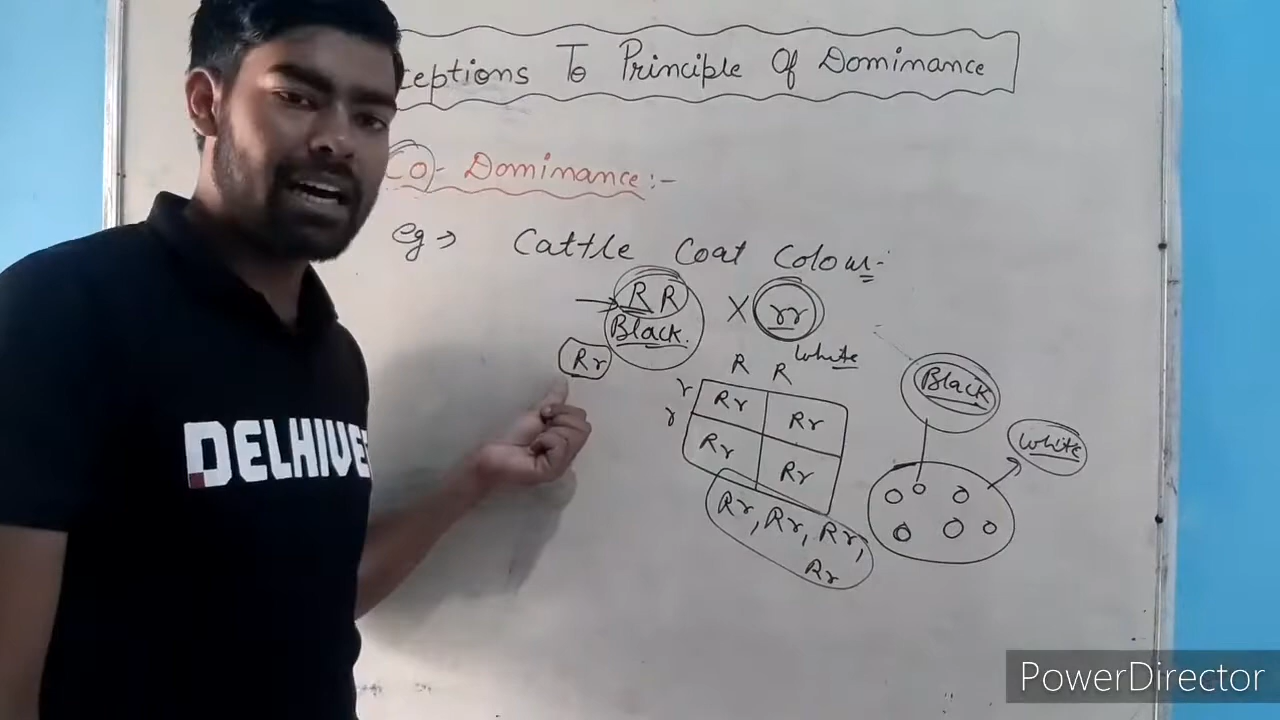 ceptions To Principle Of Dominance
Co- Dominance:-
eg→ Cattle Coat Colour:-
RR X rr
Black.
White
Rr
R R
r Rr Rr
r Rr Rr
Rr, Rr, Rr,
Rr
Black
White
DELHIVE
PowerDirector